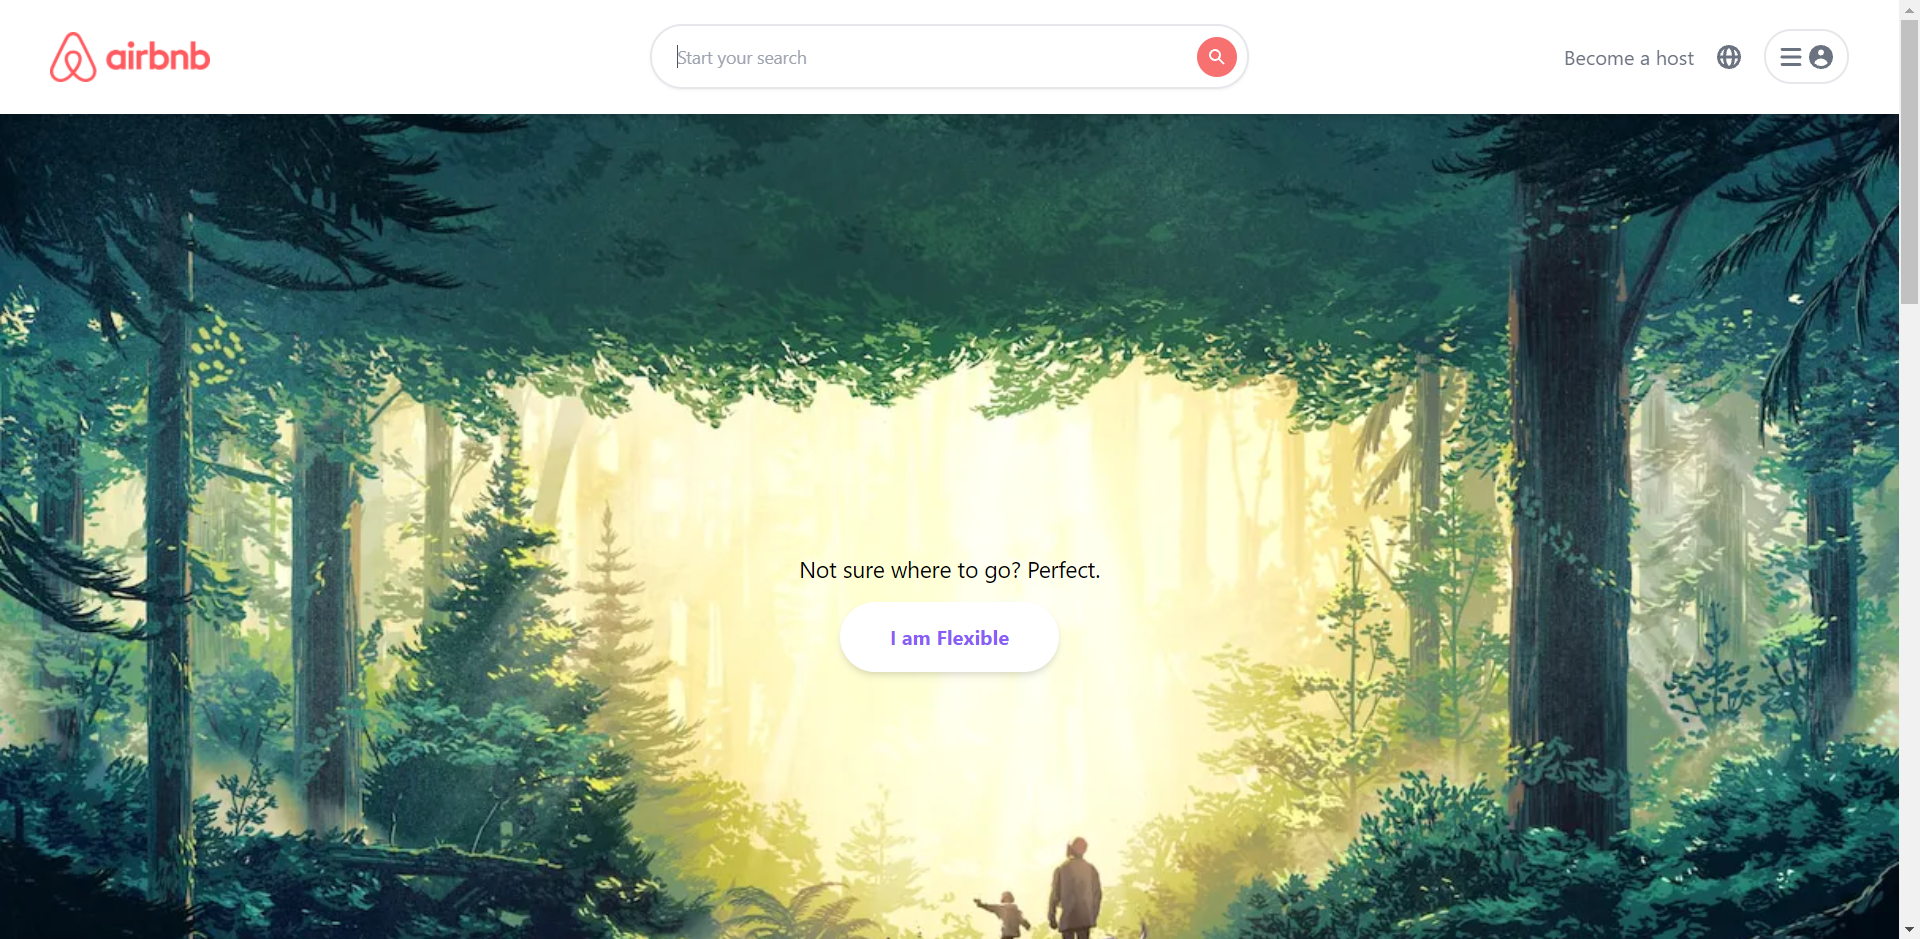 airbnb
Start your search
Become a host
Not sure where to go? Perfect.
I am Flexible